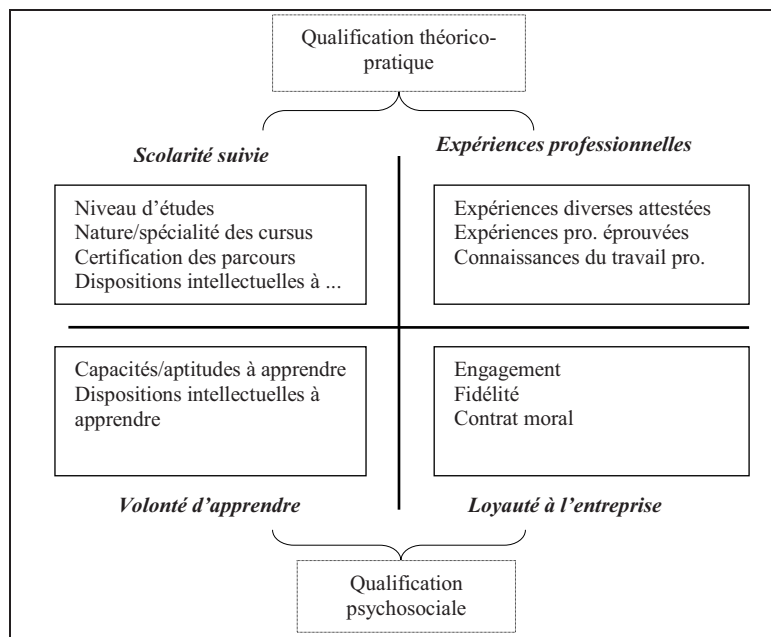 Qualification théorico-
pratique
Scolarité suivie
Expériences professionnelles
Niveau d'études
Nature/spécialité des cursus
Certification des parcours
Dispositions intellectuelles à ...
Expériences diverses attestées
Expériences pro. éprouvées
Connaissances du travail pro.
Capacités/aptitudes à apprendre
Dispositions intellectuelles à
apprendre
Engagement
Fidélité
Contrat moral
Volonté d'apprendre
Loyauté à l'entreprise
Qualification
psychosociale